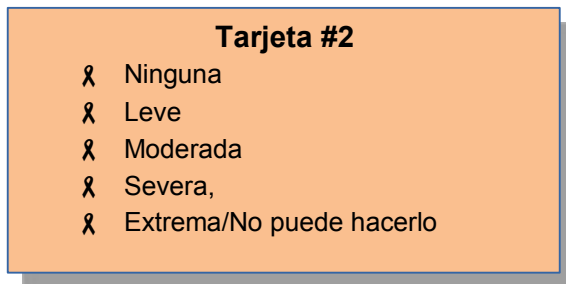 Tarjeta #2
Ninguna
Leve
Moderada
Severa,
Extrema/No puede hacerlo